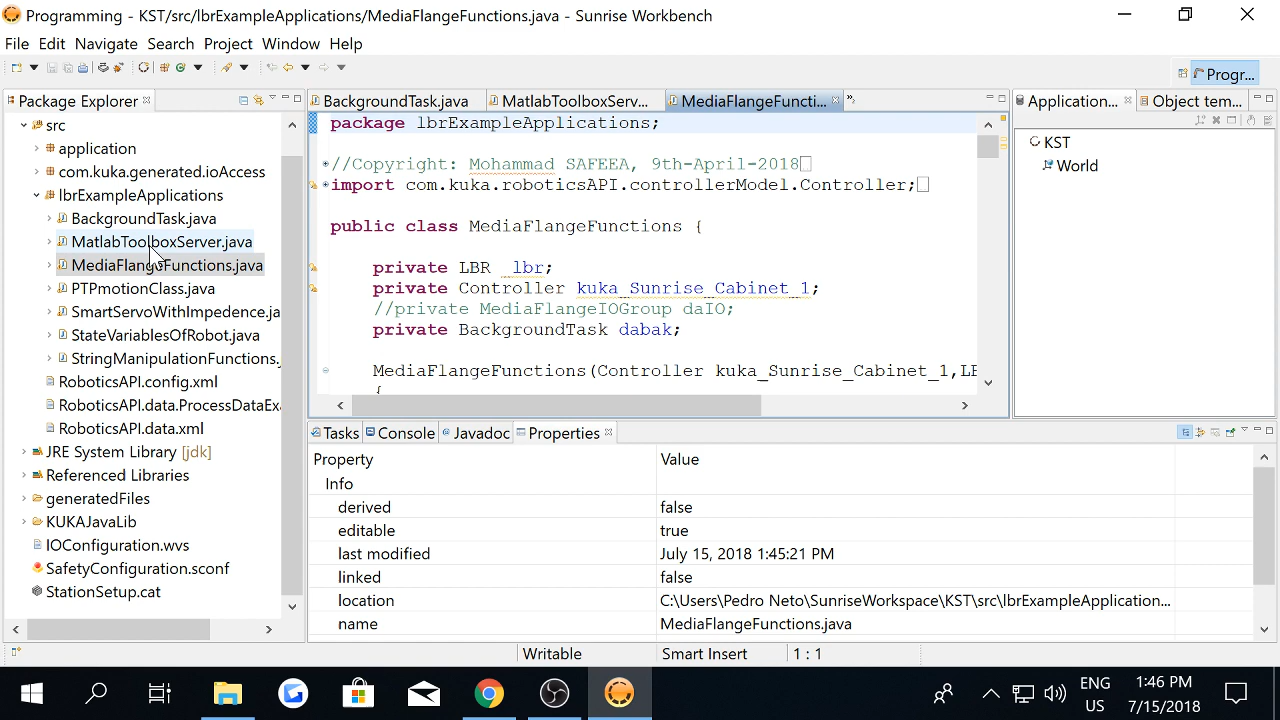 Programming - KST/src/lbrExampleApplications/MediaFlangeFunctions.java - Sunrise Workbench
File Edit Navigate Search Project Window Help
Progr...
Package Explorer
src
application
com.kuka.generated.ioAccess
lbrExampleApplications
BackgroundTask.java
MatlabToolboxServer.java
MediaFlangeFunctions.java
PTPmotionClass.java
SmartServoWithImpedence.ja
StateVariablesOfRobot.java
StringManipulationFunctions.
RoboticsAPI.config.xml
RoboticsAPI.data.ProcessDataExa
RoboticsAPI.data.xml
JRE System Library [jdk]
Referenced Libraries
generatedFiles
KUKAJavaLib
IOConfiguration.wvs
SafetyConfiguration.sconf
StationSetup.cat
BackgroundTask.java MatlabToolboxServ... MediaFlangeFuncti...
package lbrExampleApplications;
//Copyright: Mohammad SAFEEA, 9th-April-2018
import com.kuka.roboticsAPI.controllerModel.Controller;
public class MediaFlangeFunctions {
private LBR _lbr;
private Controller kuka_Sunrise_Cabinet_1;
//private MediaFlangeIOGroup daIO;
private BackgroundTask dabak;
MediaFlangeFunctions(Controller kuka_Sunrise_Cabinet_1,LB
{
Application... Object tem...
KST
World
Tasks Console Javadoc Properties
Property Value
Info
derived false
editable true
last modified July 15, 2018 1:45:21 PM
linked false
location C:\Users\Pedro Neto\SunriseWorkspace\KST\src\lbrExampleApplication...
name MediaFlangeFunctions.java
Writable Smart Insert 1 : 1
ENG
US
1:46 PM
7/15/2018